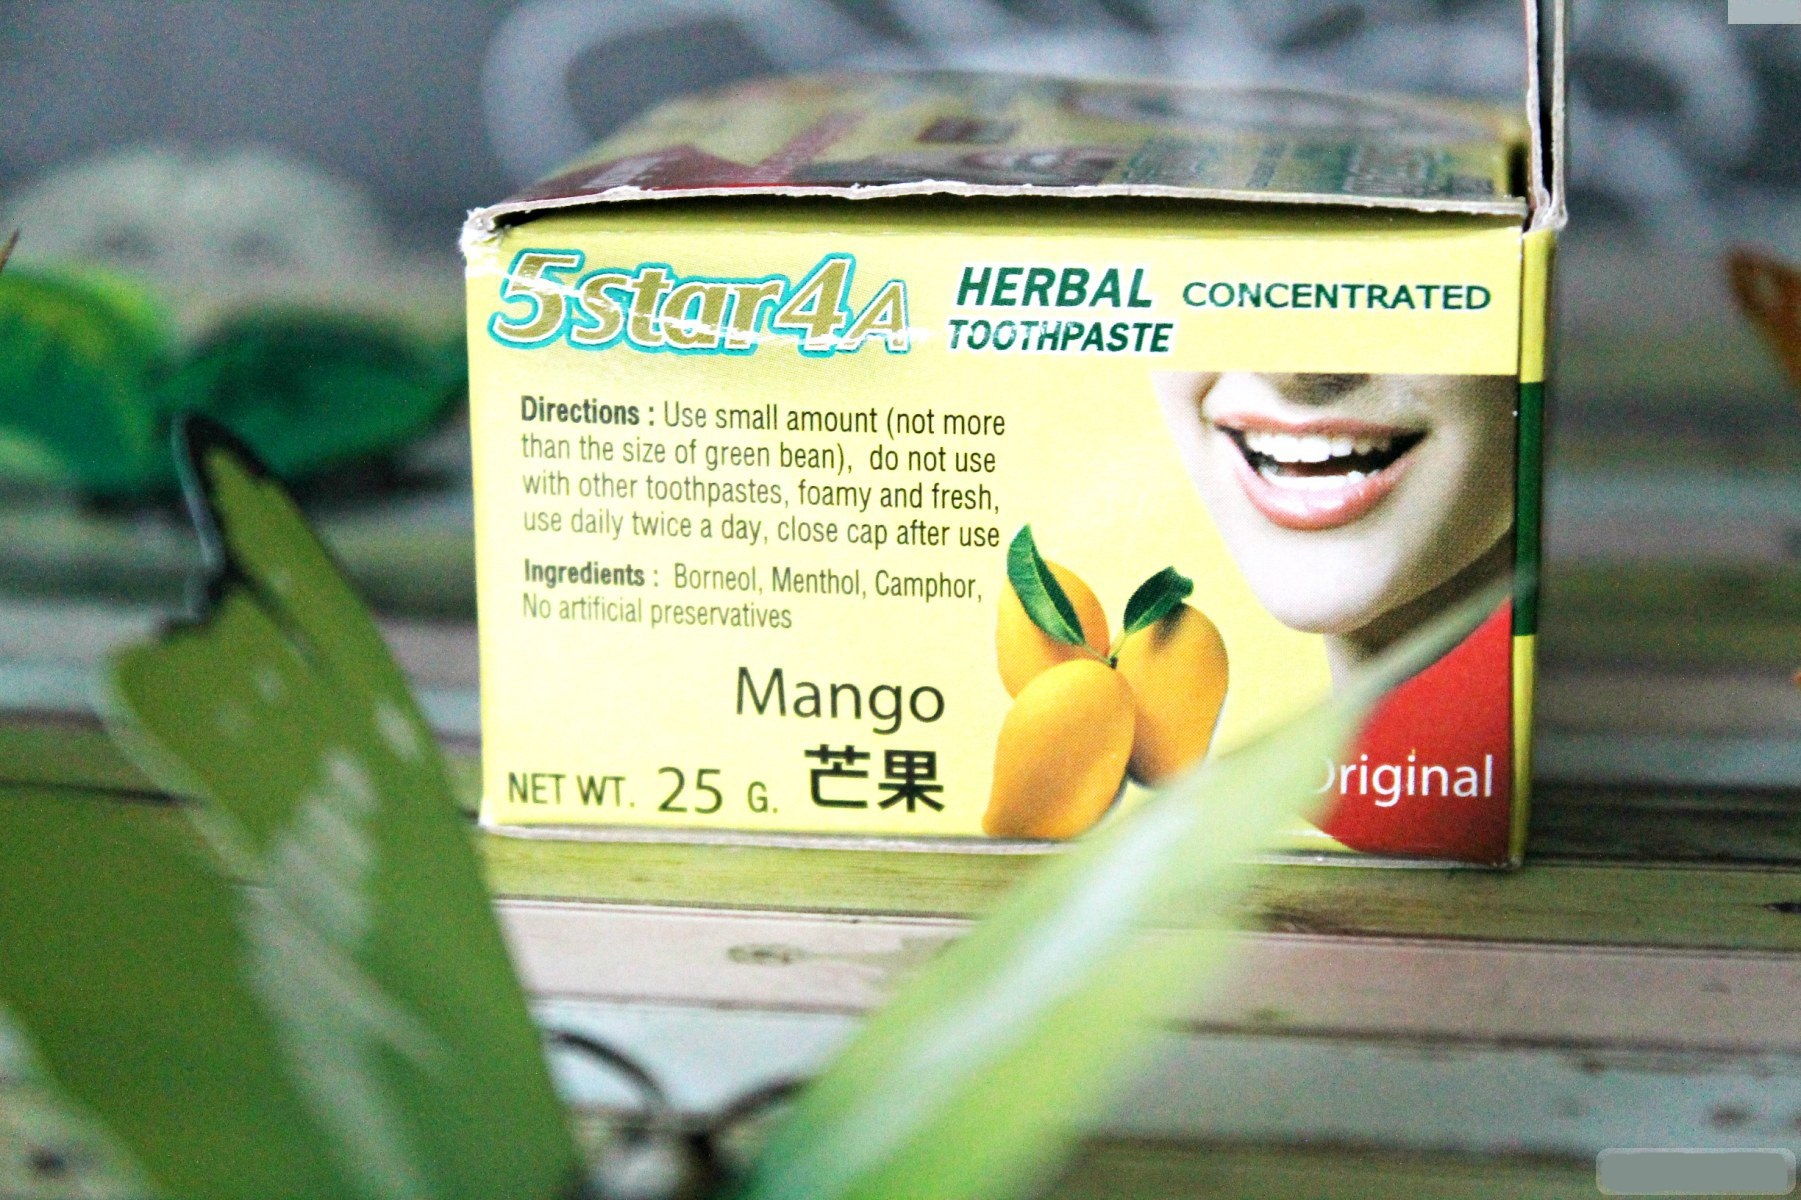 5star4A
HERBAL
TOOTHPASTE
CONCENTRATED
Directions : Use small amount (not more
than the size of green bean), do not use
with other toothpastes, foamy and fresh,
use daily twice a day, close cap after use
Ingredients : Borneol, Menthol, Camphor,
No artificial preservatives
Mango
芒果
NET WT. 25 G.
Original